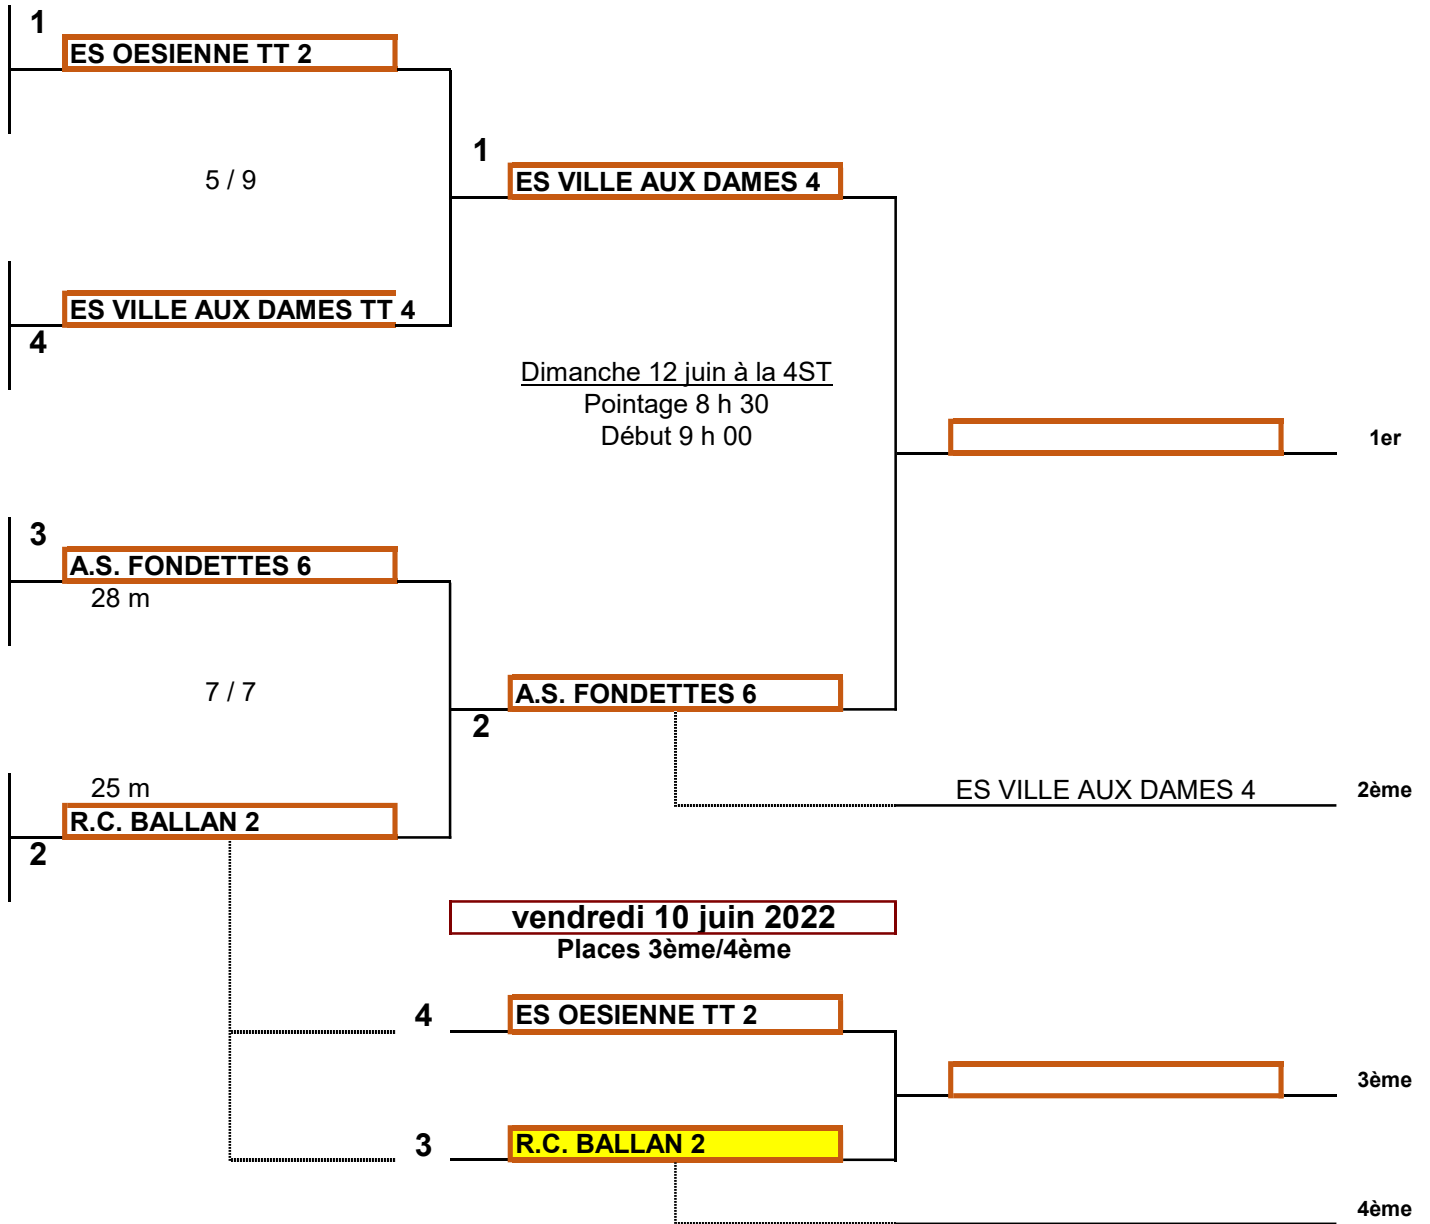 1
ES OESIENNE TT 2
5 / 9
1
ES VILLE AUX DAMES 4
ES VILLE AUX DAMES TT 4
4
Dimanche 12 juin à la 4ST
Pointage 8 h 30
Début 9 h 00
1er
3
A.S. FONDETTES 6
28 m
7 / 7
A.S. FONDETTES 6
2
25 m
ES VILLE AUX DAMES 4
2ème
R.C. BALLAN 2
2
vendredi 10 juin 2022
Places 3ème/4ème
4
ES OESIENNE TT 2
3ème
3
R.C. BALLAN 2
4ème